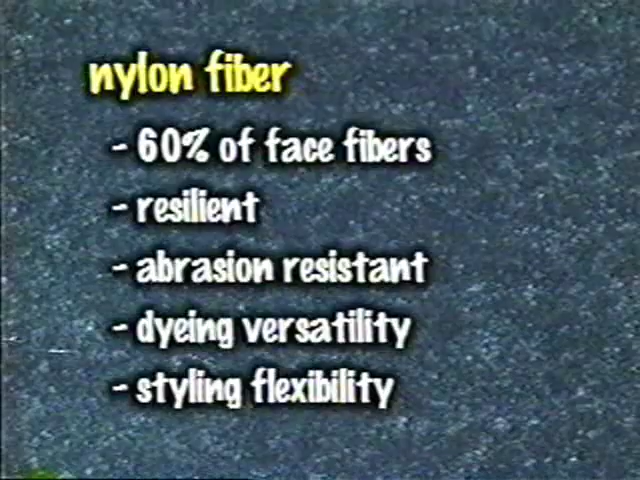 nylon fiber
- 60% of face fibers
- resilient
- abrasion resistant
- dyeing versatility
- styling flexibility